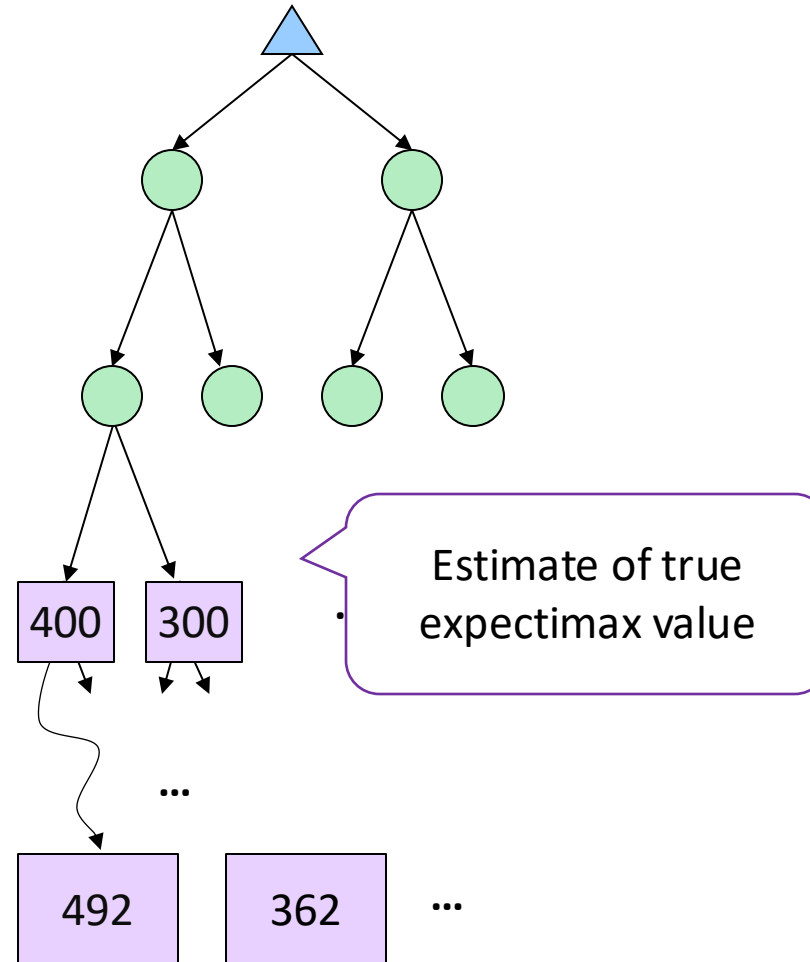 Estimate of true
expectimax value
400 300 .
...
492 362 ...